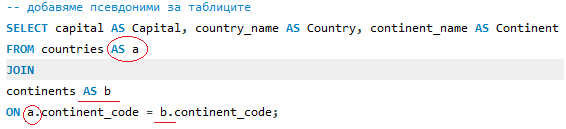 -- добавяме псевдоними за таблиците
SELECT capital AS Capital, country_name AS Country, continent_name AS Continent
FROM countries AS a
JOIN
continents AS b
ON a.continent_code = b.continent_code;